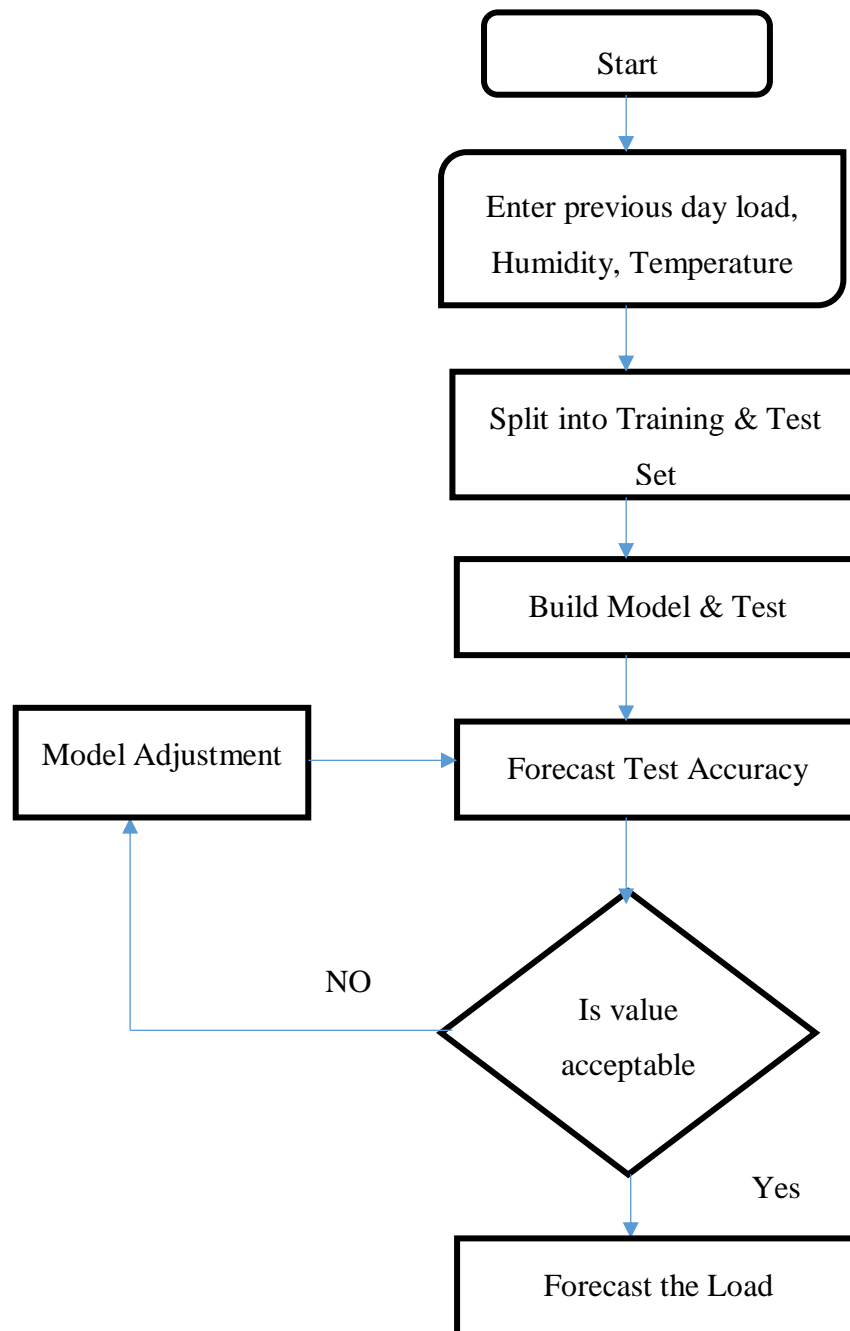 Start
Enter previous day load,
Humidity, Temperature
Split into Training & Test
Set
Build Model & Test
Model Adjustment
Forecast Test Accuracy
NO
Is value
acceptable
Yes
Forecast the Load